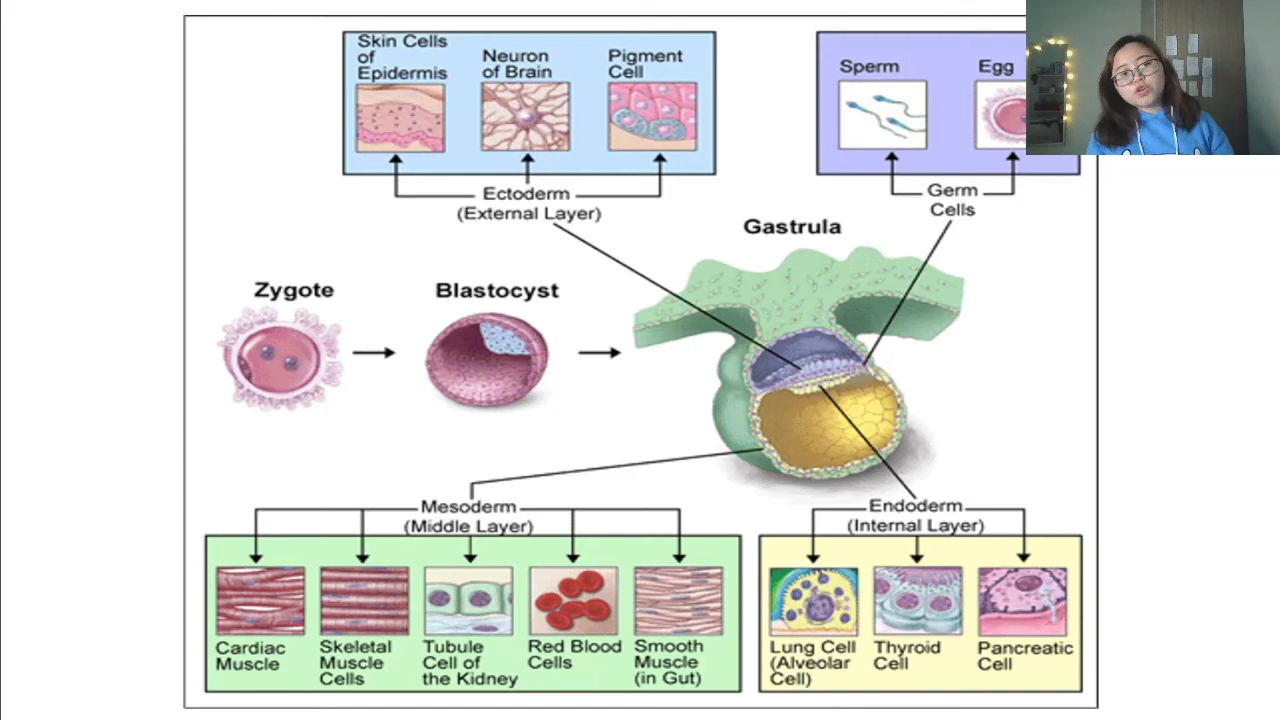 Skin Cells
of
Epidermis
Neuron
of Brain
Pigment
Cell
Sperm
Egg
Ectoderm
(External Layer)
Germ
Cells
Gastrula
Zygote
Blastocyst
Mesoderm
(Middle Layer)
Endoderm
(Internal Layer)
Cardiac
Muscle
Skeletal
Muscle
Cells
Tubule
Cell of
the Kidney
Red Blood
Cells
Smooth
Muscle
(in Gut)
Lung Cell
(Alveolar
Cell)
Thyroid
Cell
Pancreatic
Cell